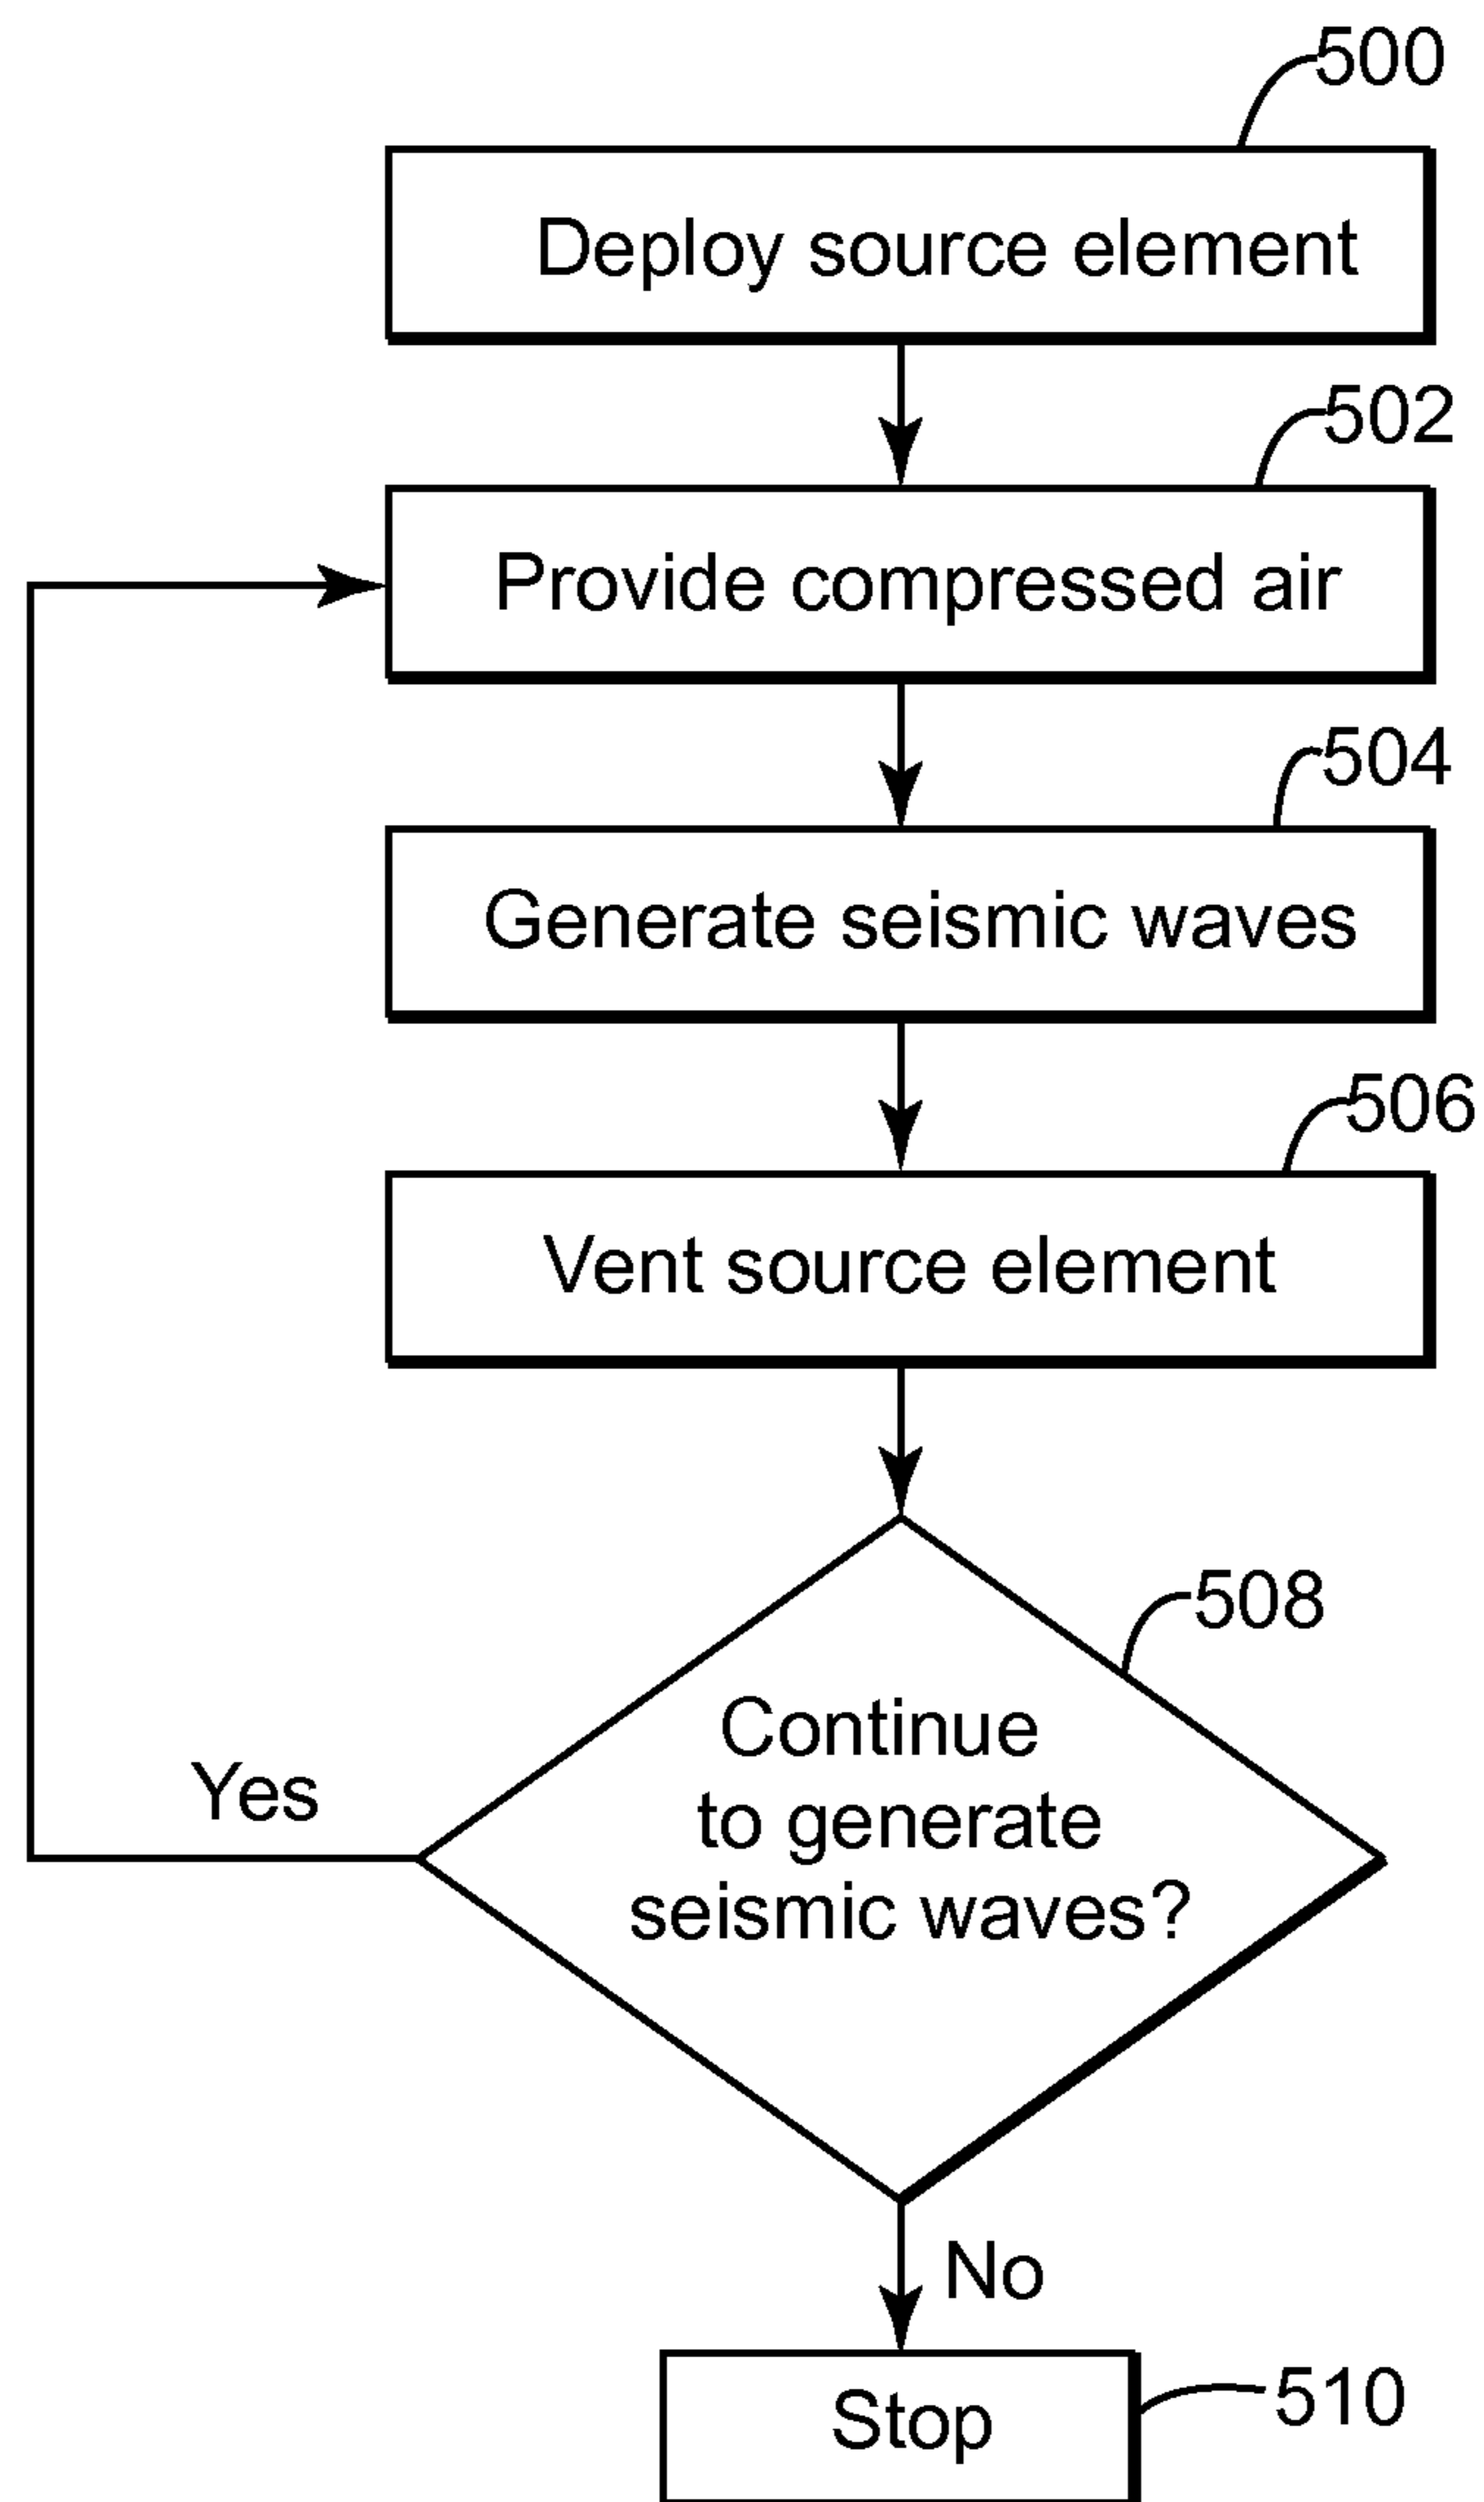 500
Deploy source element
502
Provide compressed air
504
Generate seismic waves
506
Vent source element
508
Continue
to generate
seismic waves?
Yes
No
Stop
510